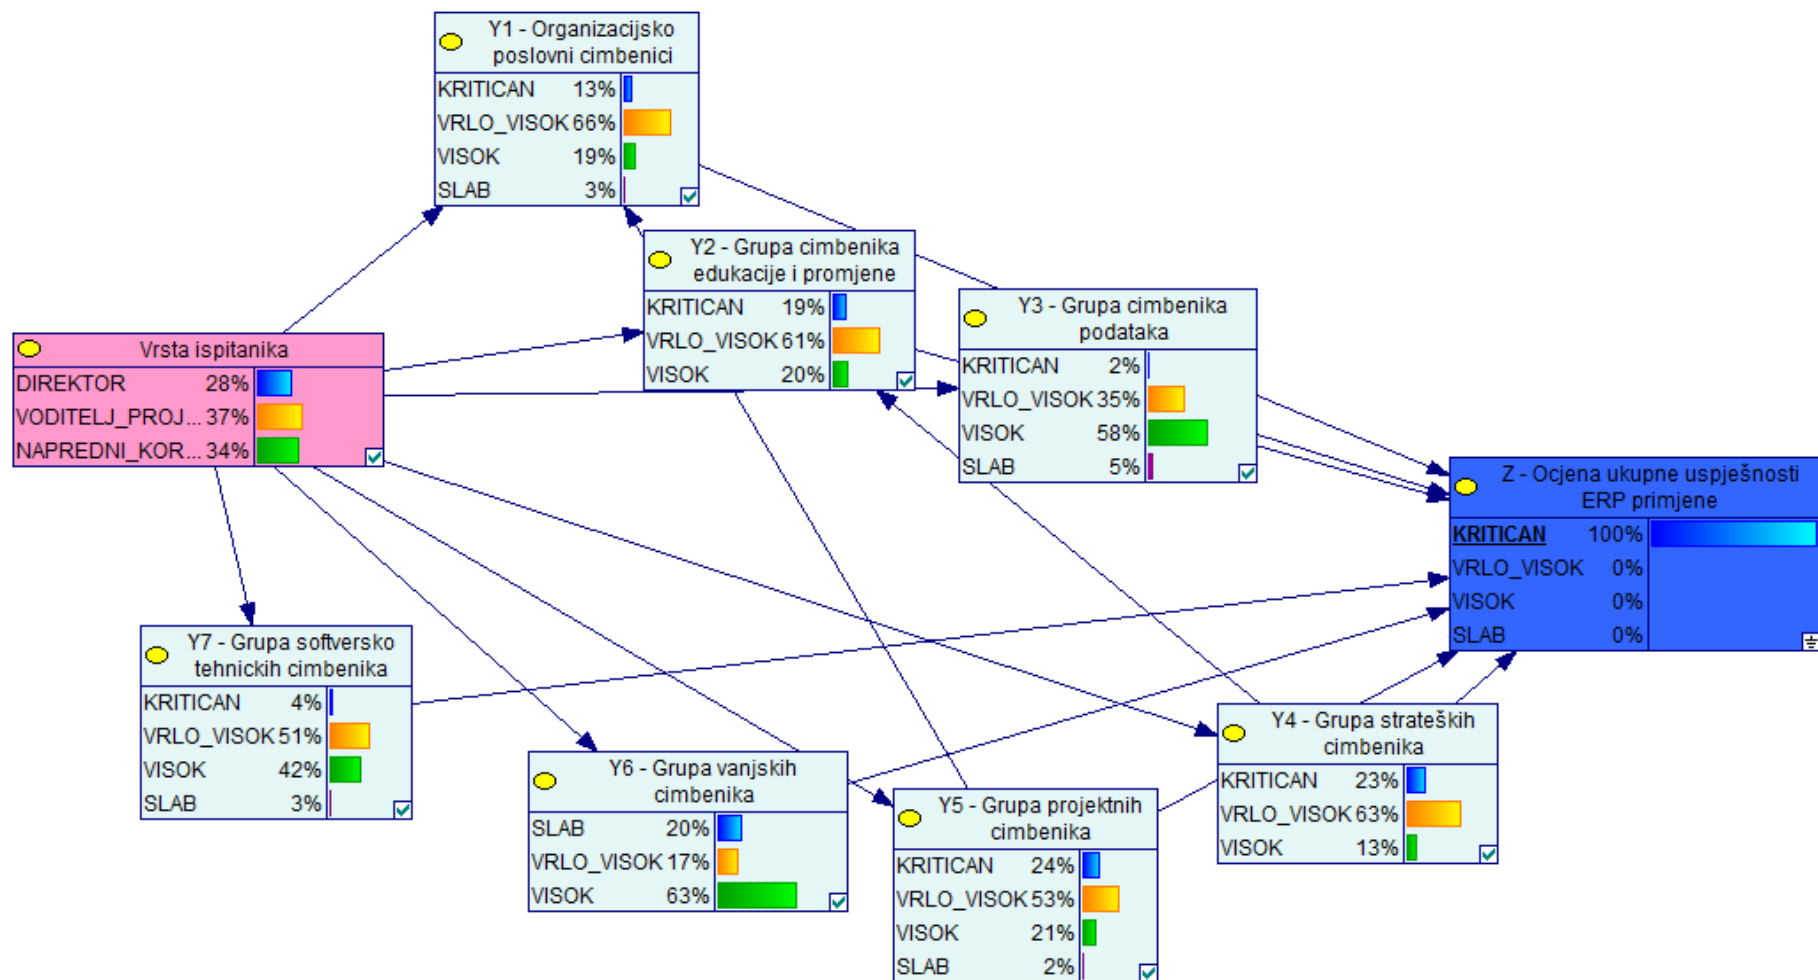 Y1 - Organizacijsko
poslovni cimbenici
KRITICAN 13%
VRLO_VISOK 66%
VISOK 19%
SLAB 3%
Y2 - Grupa cimbenika
edukacije i promjene
KRITICAN 19%
VRLO_VISOK 61%
VISOK 20%
Y3 - Grupa cimbenika
podataka
KRITICAN 2%
VRLO_VISOK 35%
VISOK 58%
SLAB 5%
Vrsta ispitanika
DIREKTOR 28%
VODITELJ_PROJ... 37%
NAPREDNI_KOR... 34%
Z - Ocjena ukupne uspješnosti
ERP primjene
KRITICAN 100%
VRLO_VISOK 0%
VISOK 0%
SLAB 0%
Y7 - Grupa softversko
tehnickih cimbenika
KRITICAN 4%
VRLO_VISOK 51%
VISOK 42%
SLAB 3%
Y6 - Grupa vanjskih
cimbenika
SLAB 20%
VRLO_VISOK 17%
VISOK 63%
Y5 - Grupa projektnih
cimbenika
KRITICAN 24%
VRLO_VISOK 53%
VISOK 21%
SLAB 2%
Y4 - Grupa strateških
cimbenika
KRITICAN 23%
VRLO_VISOK 63%
VISOK 13%